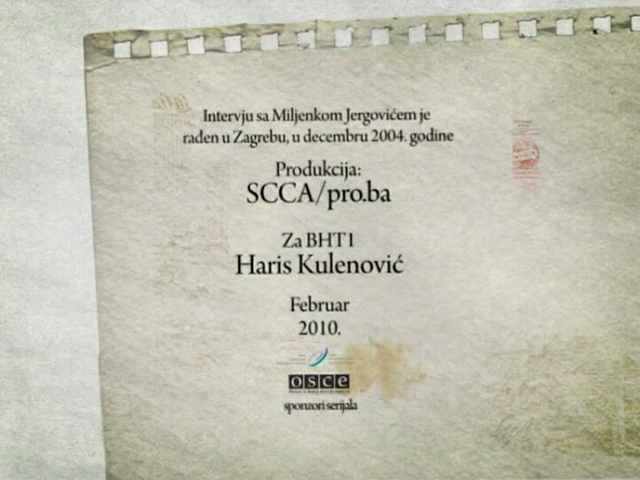 Intervju sa Miljenkom Jergovićem je
rađen u Zagrebu, u decembru 2004. godine
Produkcija:
SCCA/pro.ba
Za BHT1
Haris Kulenović
Februar
2010.
osce
sponzori serijala